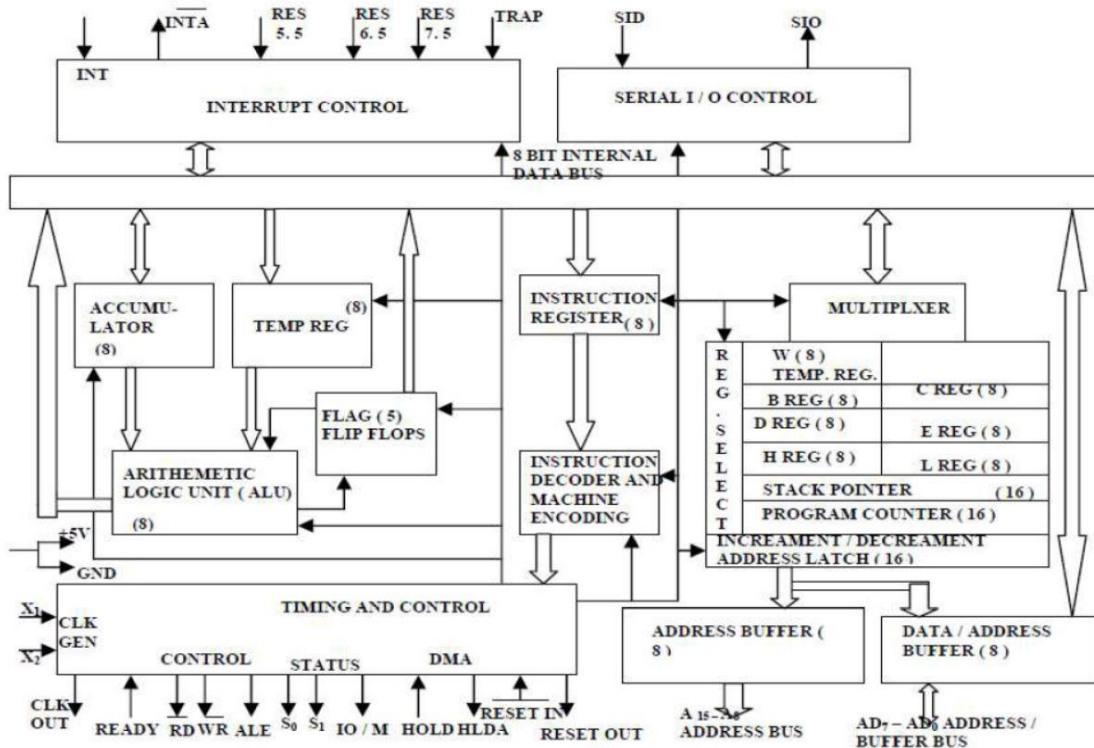 INTA
RES 5. 5
RES 6. 5
RES 7. 5
TRAP
SID
SIO
INT
INTERRUPT CONTROL
SERIAL I / O CONTROL
8 BIT INTERNAL
DATA BUS
ACCUMU-
LATOR
(8)
(8)
TEMP REG
INSTRUCTION
REGISTER ( 8 )
MULTIPLXER
REG.SELECT
W ( 8 )
TEMP. REG.
C REG ( 8 )
B REG ( 8 )
D REG ( 8 )
E REG ( 8 )
H REG ( 8 )
L REG ( 8 )
STACK POINTER ( 16 )
PROGRAM COUNTER ( 16 )
INCREAMENT / DECREAMENT
ADDRESS LATCH ( 16 )
FLAG ( 5 )
FLIP FLOPS
ARITHEMETIC
LOGIC UNIT ( ALU)
(8)
INSTRUCTION
DECODER AND
MACHINE
ENCODING
+5V
GND
TIMING AND CONTROL
X1
X2
CLK
GEN
CONTROL
STATUS
DMA
ADDRESS BUFFER (
8 )
DATA / ADDRESS
BUFFER ( 8 )
CLK
OUT
READY
RD
WR
ALE
S0
S1
IO / M
HOLD
HLDA
RESET IN
RESET OUT
A 15 – A8
ADDRESS BUS
AD7 – AD0 ADDRESS /
BUFFER BUS